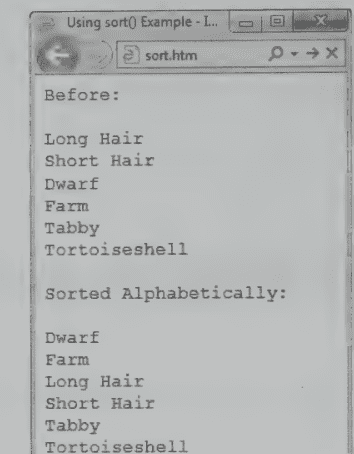 Using sort() Example - I...
sort.htm
Before:
Long Hair
Short Hair
Dwarf
Farm
Tabby
Tortoiseshell
Sorted Alphabetically:
Dwarf
Farm
Long Hair
Short Hair
Tabby
Tortoiseshell